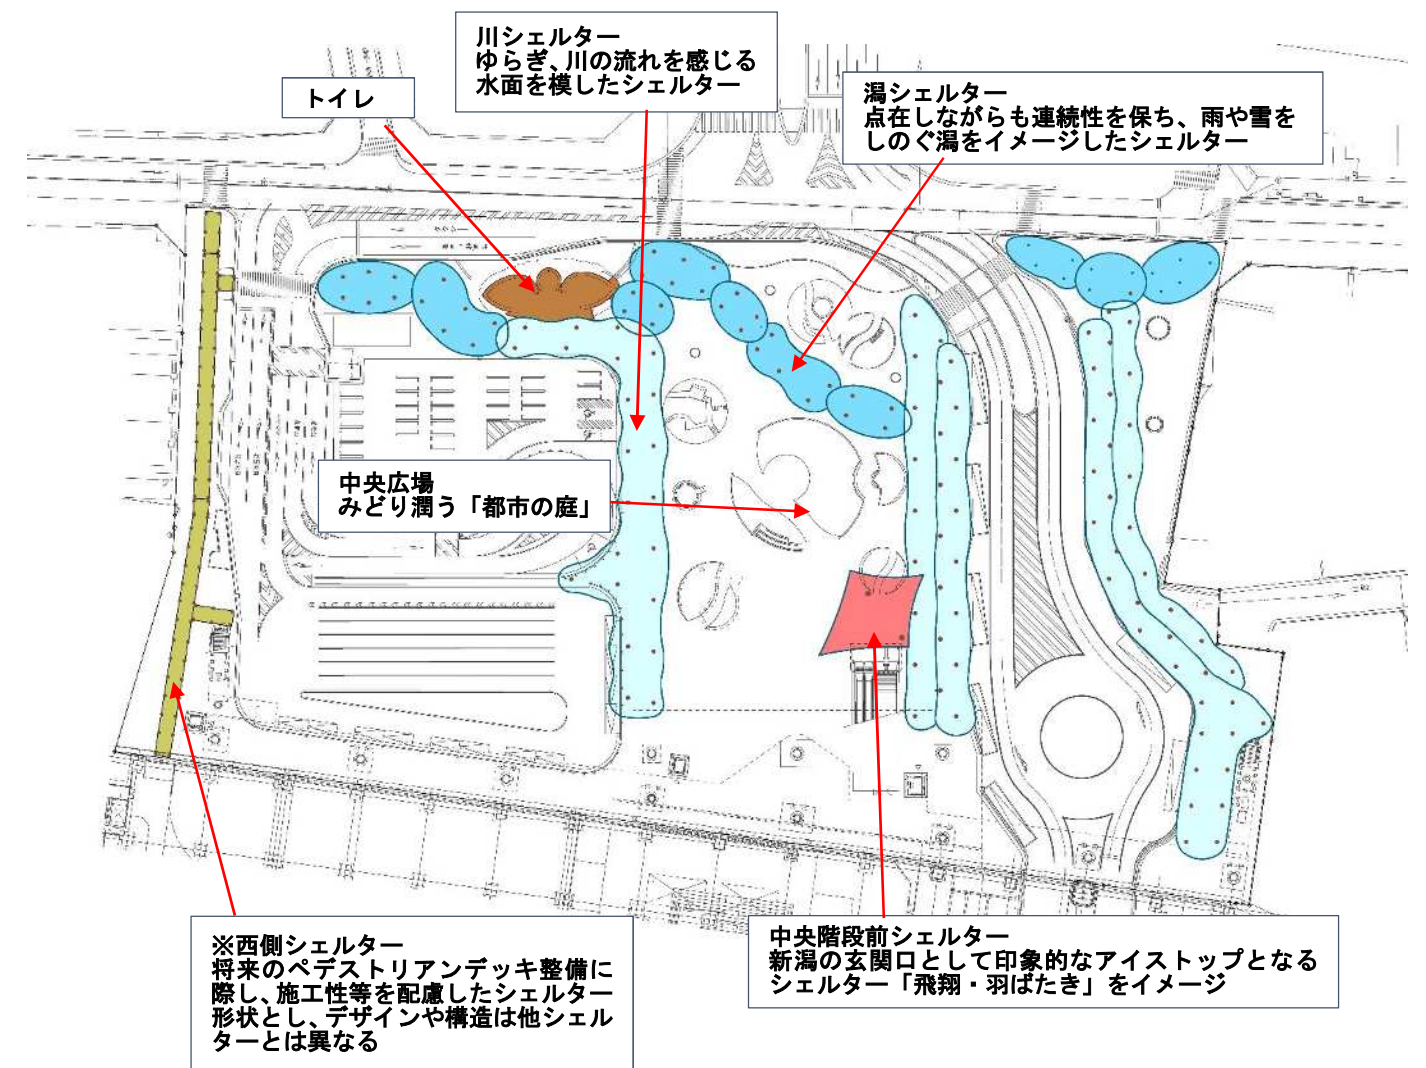 川シェルター
ゆらぎ、川の流れを感じる
水面を模したシェルター
トイレ
潟シェルター
点在しながらも連続性を保ち、雨や雪を
しのぐ潟をイメージしたシェルター
中央広場
みどり潤う「都市の庭」
※西側シェルター
将来のペデストリアンデッキ整備に
際し、施工性等を配慮したシェルター
形状とし、デザインや構造は他シェル
ターとは異なる
中央階段前シェルター
新潟の玄関口として印象的なアイストップとなる
シェルター「飛翔・羽ばたき」をイメージ